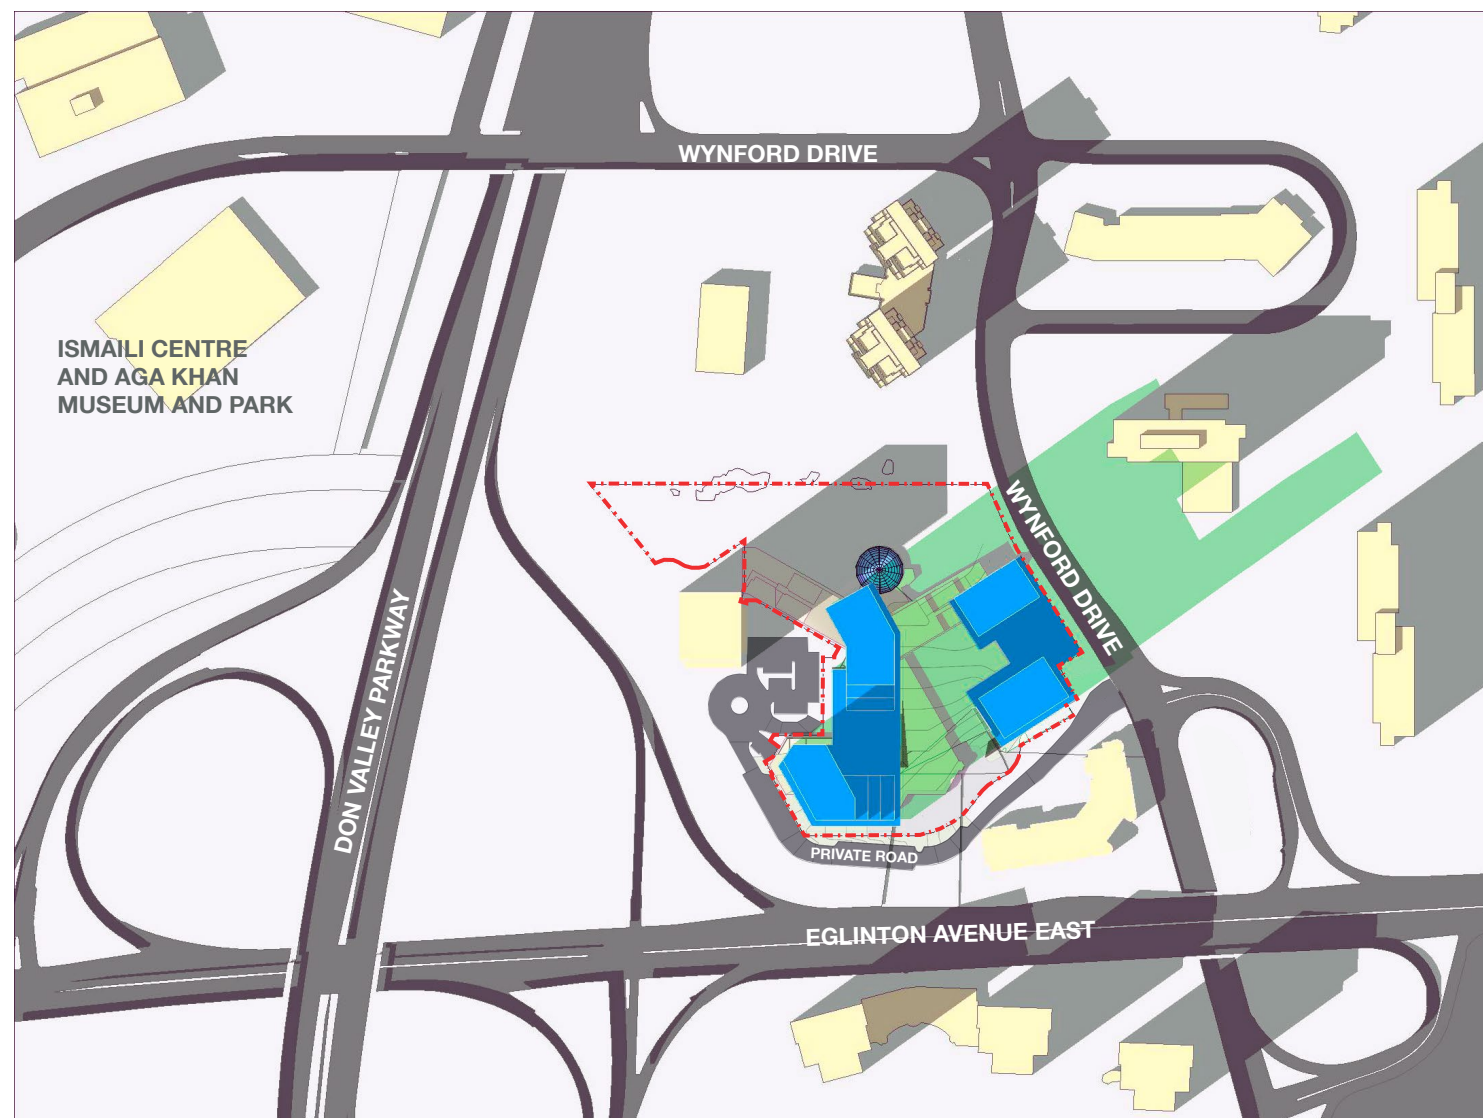 WYNFORD DRIVE
ISMAILI CENTRE
AND AGA KHAN
MUSEUM AND PARK
WYNFORD DRIVE
DON VALLEY PARKWAY
PRIVATE ROAD
EGLINTON AVENUE EAST